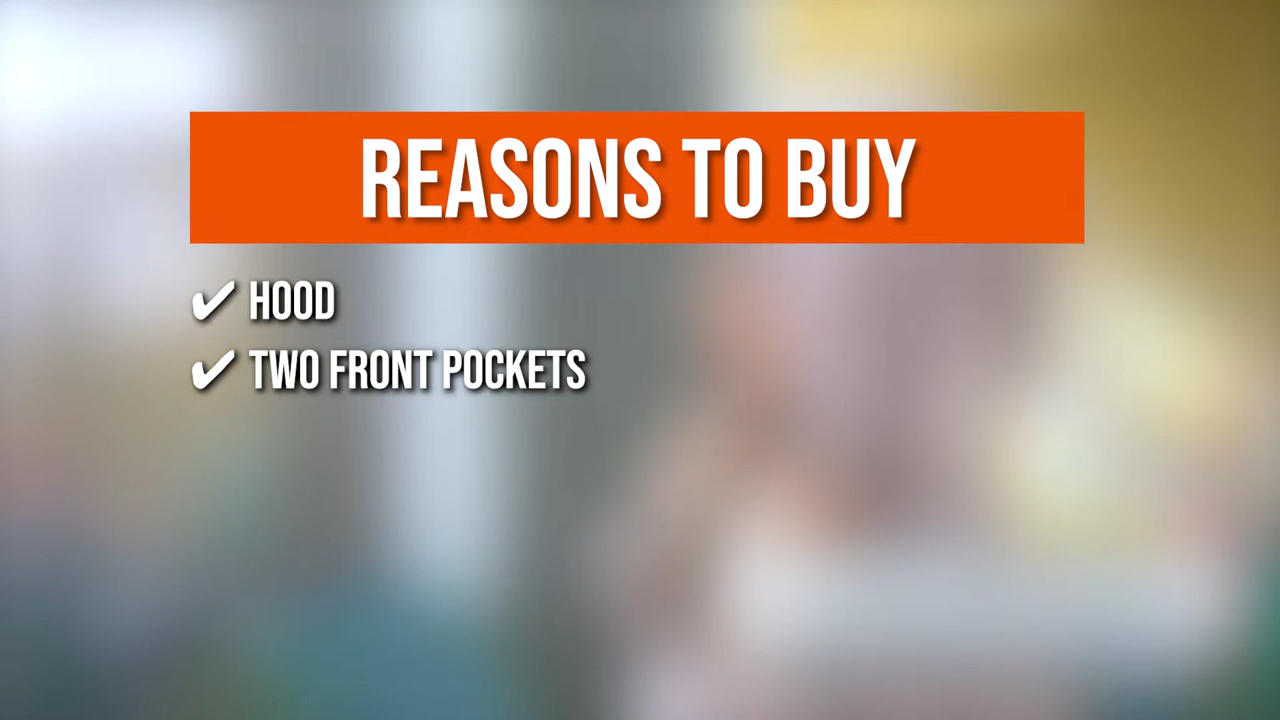 REASONS TO BUY
✔ HOOD
✔ TWO FRONT POCKETS